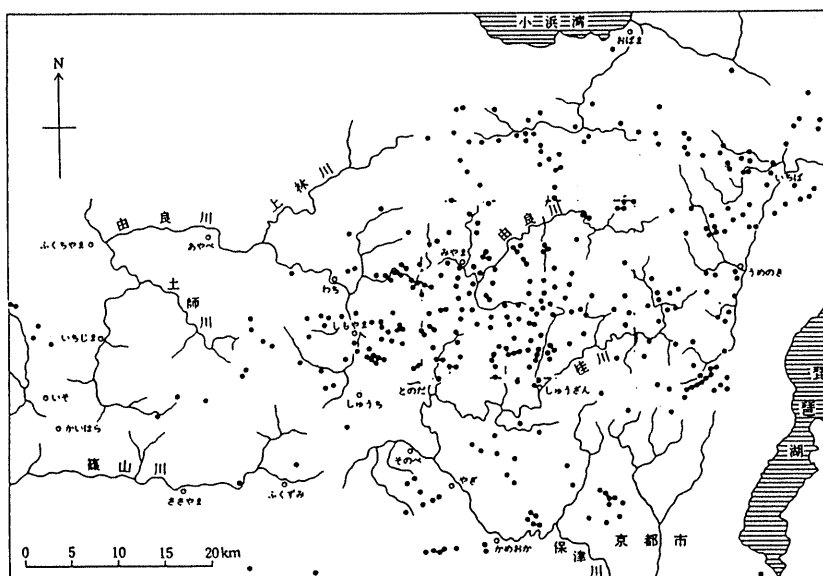 小浜湾
おばま
N
上林川
いちば
由良川
由良川
ふくちやま
あやべ
みやま
うめのき
土師川
わち
いちじま
しもやま
桂川
琵琶湖
とのだ
しゅうざん
いそ
しゅうち
かいばら
篠山川
そのべ
やぎ
ささやま
ふくずみ
かめおか
保津川
京都市
0 5 10 15 20km